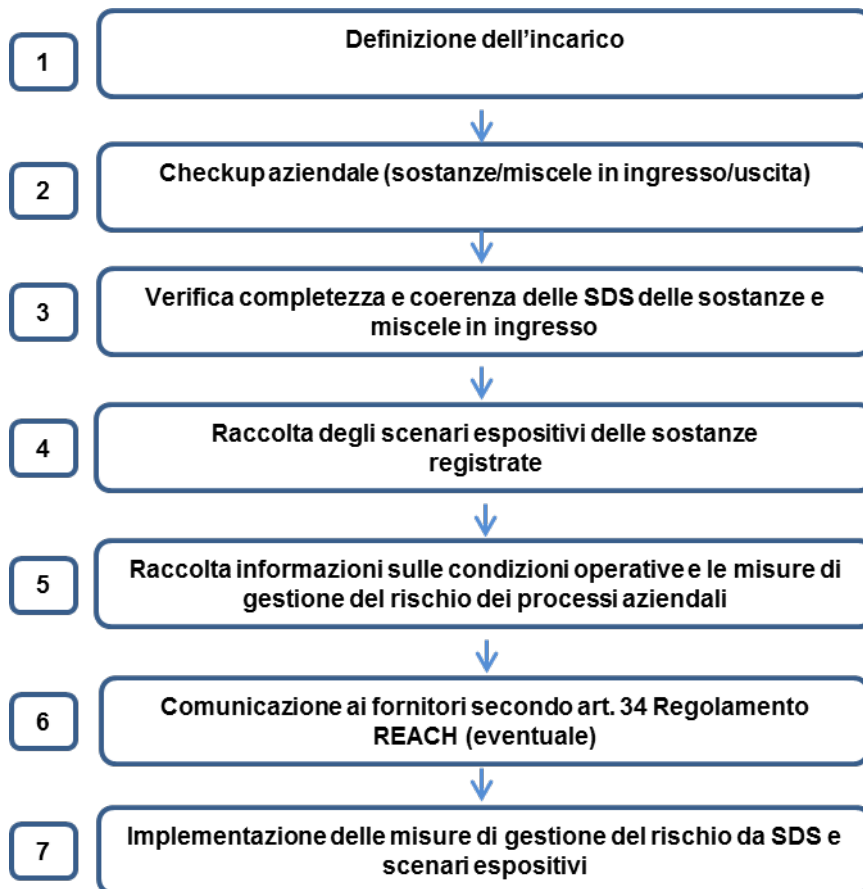 1
Definizione dell'incarico
2
Checkup aziendale (sostanze/miscele in ingresso/uscita)
3
Verifica completezza e coerenza delle SDS delle sostanze e
miscele in ingresso
4
Raccolta degli scenari espositivi delle sostanze
registrate
5
Raccolta informazioni sulle condizioni operative e le misure di
gestione del rischio dei processi aziendali
6
Comunicazione ai fornitori secondo art. 34 Regolamento
REACH (eventuale)
7
Implementazione delle misure di gestione del rischio da SDS e
scenari espositivi